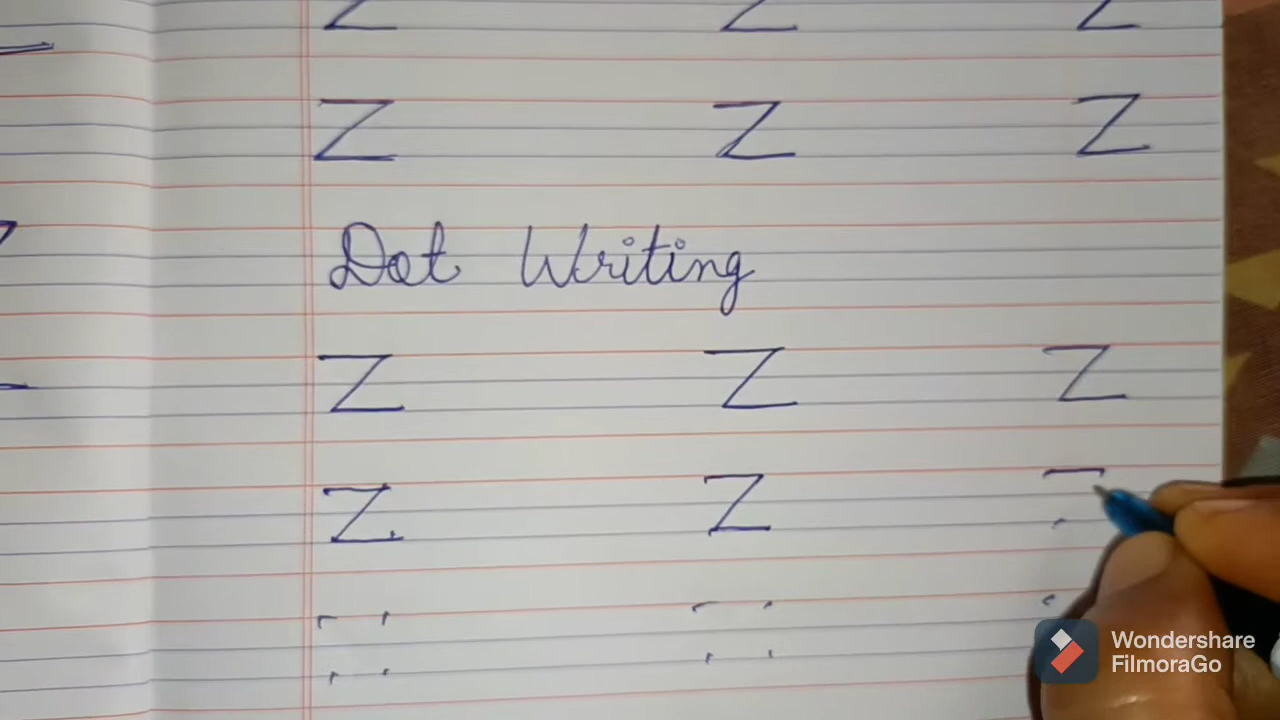 Z Z Z
Z Z Z
Dot Writing
Z Z Z
Z Z
Wondershare
FilmoraGo